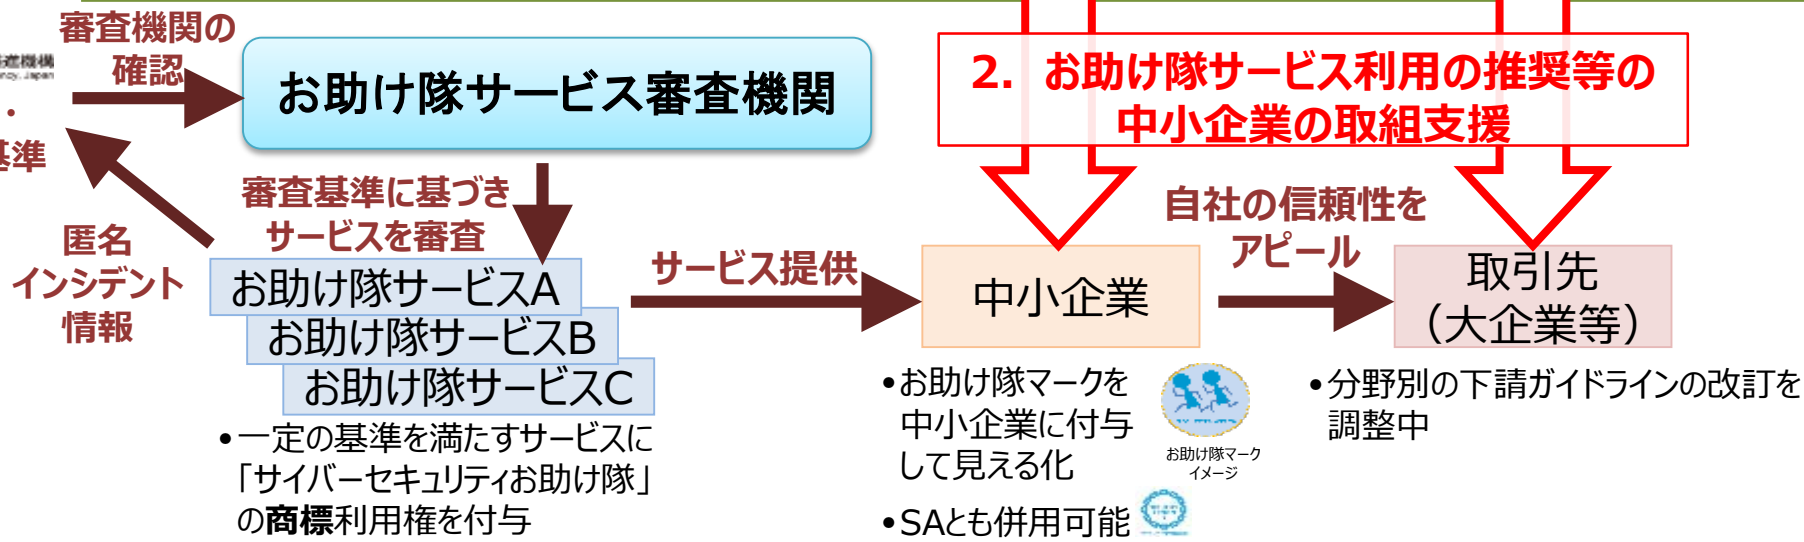 審査機関の
確認
進機構
ncy, Japan
・
基準
お助け隊サービス審査機関
2. お助け隊サービス利用の推奨等の
中小企業の取組支援
審査基準に基づき
サービスを審査
匿名
インシデント
情報
お助け隊サービスA
お助け隊サービスB
お助け隊サービスC
サービス提供
中小企業
自社の信頼性を
アピール
取引先
（大企業等）
•一定の基準を満たすサービスに
「サイバーセキュリティお助け隊」
の商標利用権を付与
•お助け隊マークを
中小企業に付与
して見える化
お助け隊マーク
イメージ
•SAとも併用可能
•分野別の下請ガイドラインの改訂を
調整中